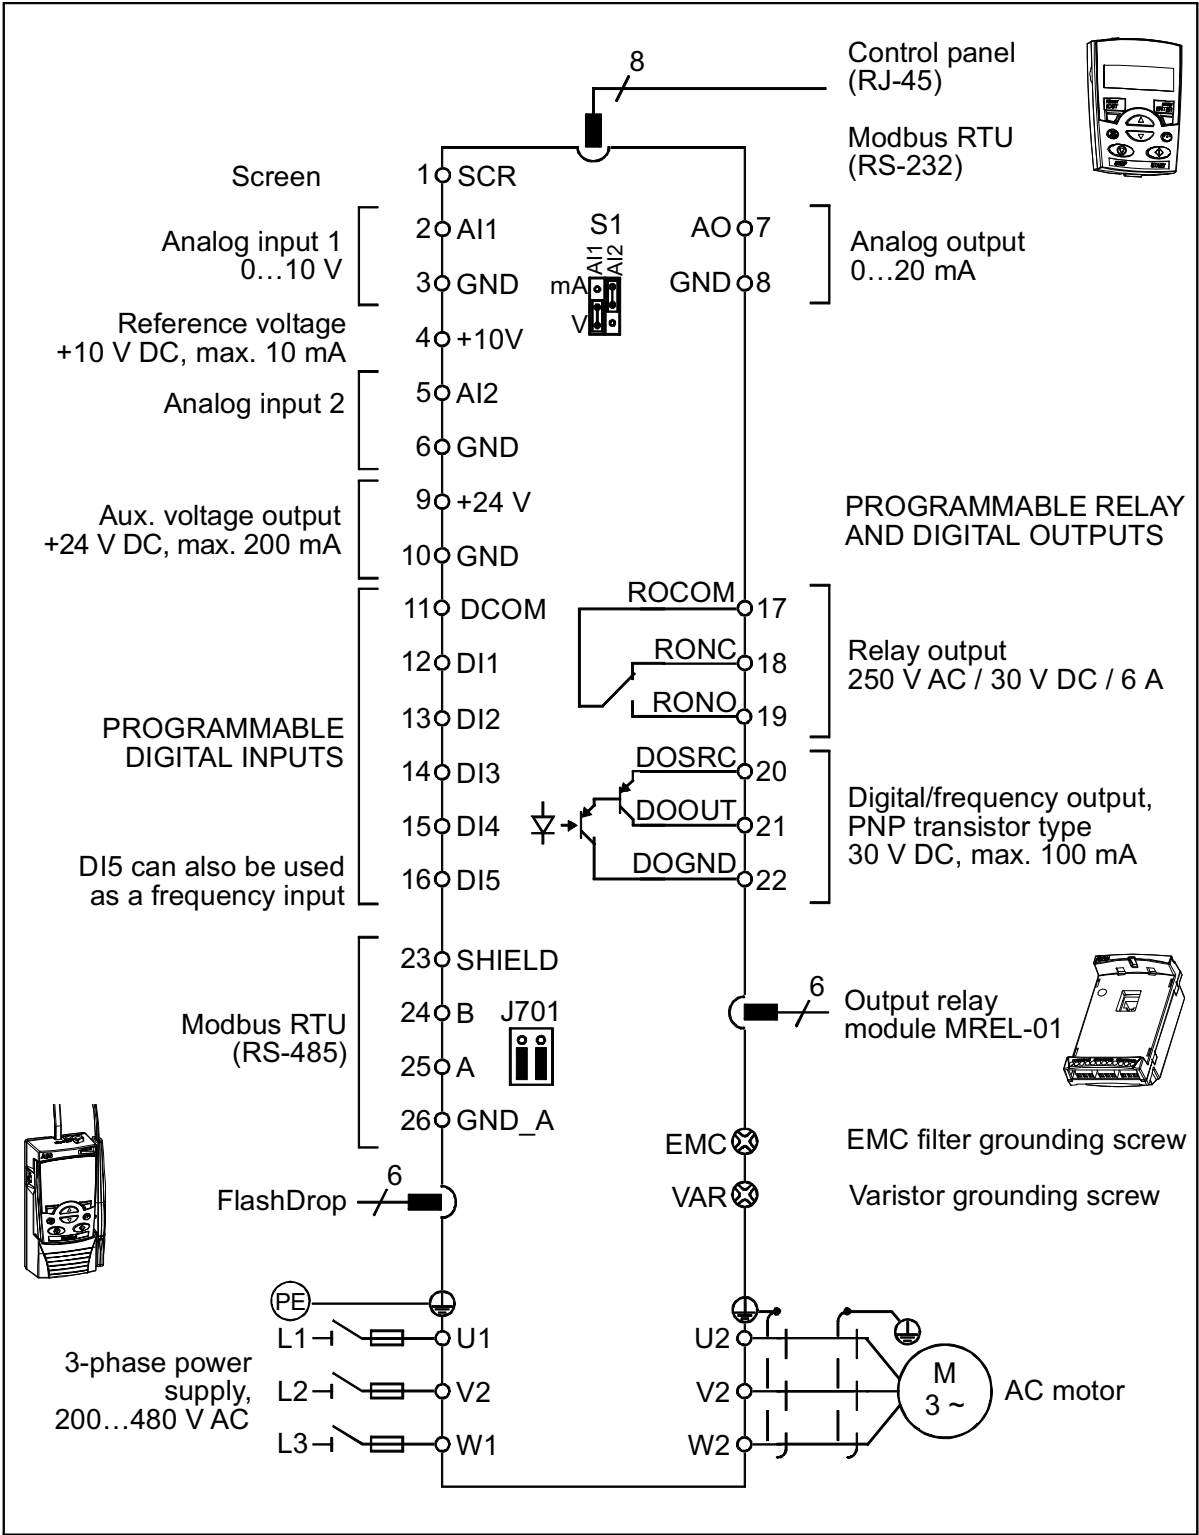 8
Control panel
(RJ-45)
Modbus RTU
(RS-232)
Screen
1 SCR
Analog input 1
0...10 V
2 AI1
3 GND
S1
AI1
AI2
mA
V
AO 7
GND 8
Analog output
0...20 mA
Reference voltage
+10 V DC, max. 10 mA
4 +10V
Analog input 2
5 AI2
6 GND
Aux. voltage output
+24 V DC, max. 200 mA
9 +24 V
10 GND
PROGRAMMABLE RELAY
AND DIGITAL OUTPUTS
PROGRAMMABLE
DIGITAL INPUTS
DI5 can also be used
as a frequency input
11 DCOM
12 DI1
13 DI2
14 DI3
15 DI4
16 DI5
ROCOM 17
RONC 18
RONO 19
Relay output
250 V AC / 30 V DC / 6 A
DOSRC 20
DOOUT 21
DOGND 22
Digital/frequency output,
PNP transistor type
30 V DC, max. 100 mA
Modbus RTU
(RS-485)
23 SHIELD
24 B
25 A
26 GND_A
J701
6
Output relay
module MREL-01
EMC
EMC filter grounding screw
VAR
Varistor grounding screw
FlashDrop
6
PE
3-phase power
supply,
200...480 V AC
L1 U1
L2 V2
L3 W1
U2
V2
W2
M
3 ~
AC motor